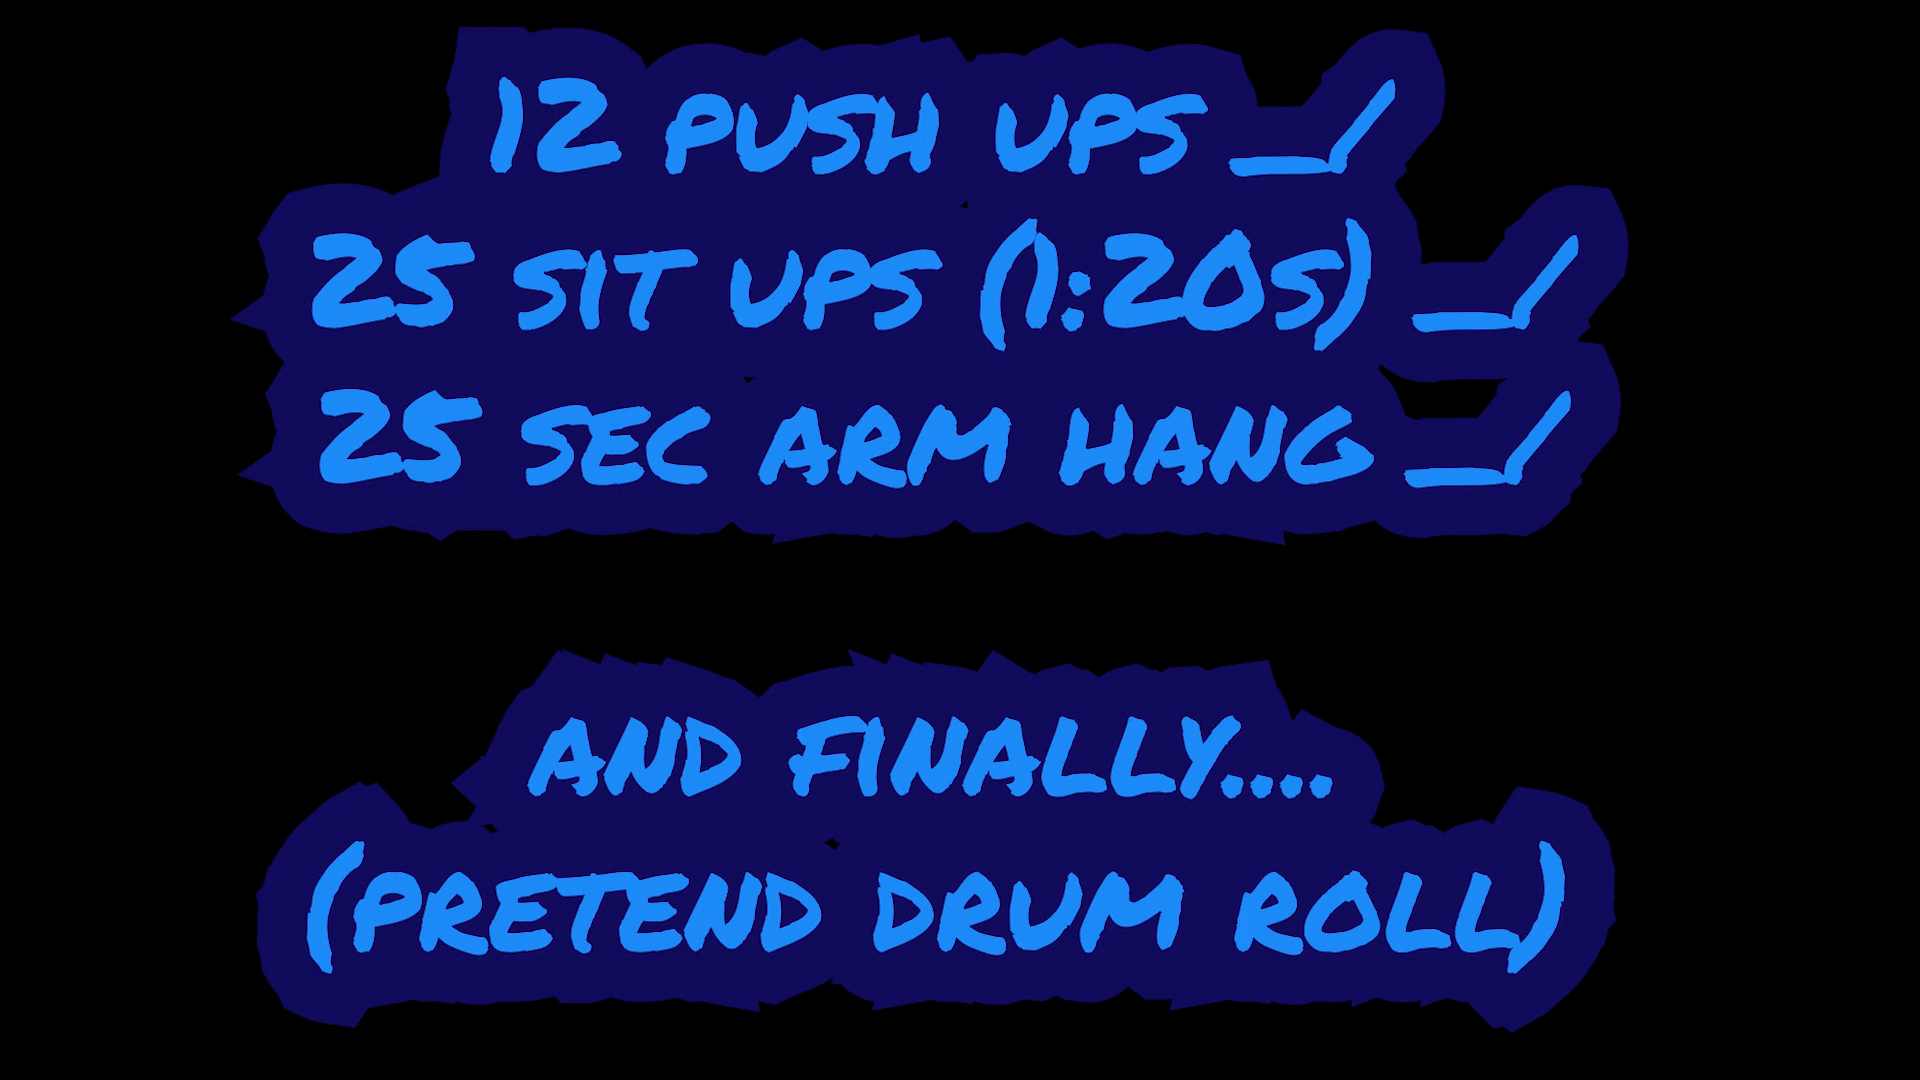 12 PUSH UPS _/
25 SIT UPS (1:20s) _/
25 SEC ARM HANG _/
AND FINALLY....
(PRETEND DRUM ROLL)